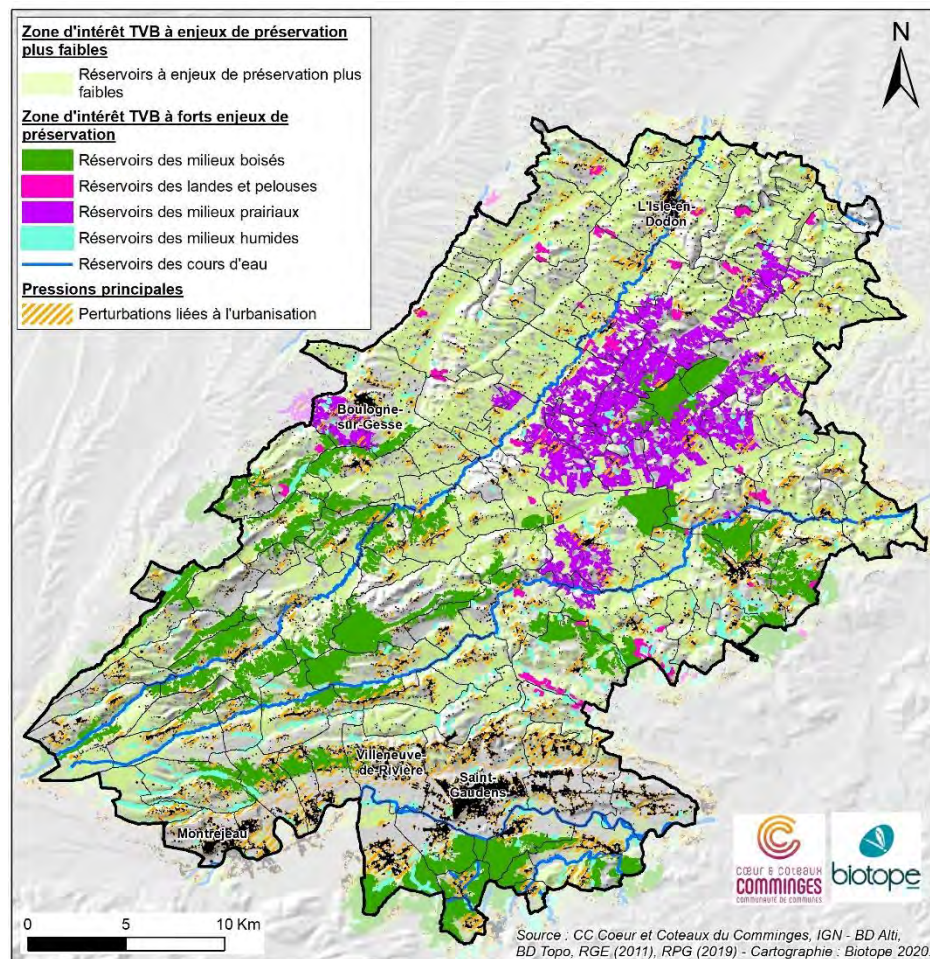 Zone d'intérêt TVB à enjeux de préservation
plus faibles
Réservoirs à enjeux de préservation plus
faibles
Zone d'intérêt TVB à forts enjeux de
préservation
Réservoirs des milieux boisés
Réservoirs des landes et pelouses
Réservoirs des milieux prairiaux
Réservoirs des milieux humides
Réservoirs des cours d'eau
Pressions principales
Perturbations liées à l'urbanisation
N
L'Isle-en-
Dodon
Boulogne-
sur-Gesse
Villeneuve-
de-Rivière
Saint-
Gaudens
Montréjeau
0 5 10 Km
cœur & coteaux
COMMINGES
COMMUNAUTÉ DE COMMUNES
biotope
Source : CC Coeur et Coteaux du Comminges, IGN - BD Alti,
BD Topo, RGE (2011), RPG (2019) - Cartographie : Biotope 2020